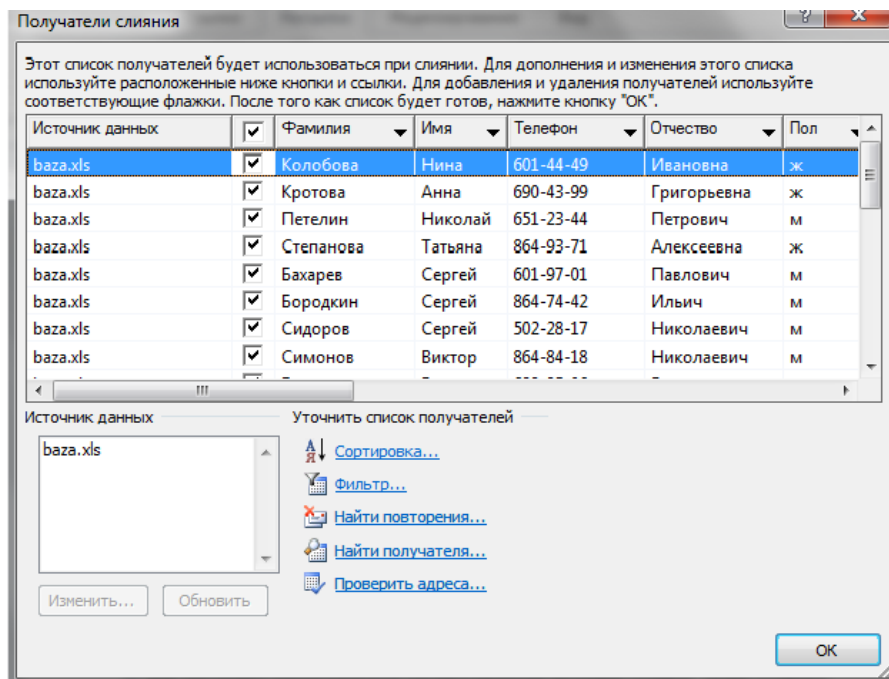 Получатели слияния
Этот список получателей будет использоваться при слиянии. Для дополнения и изменения этого списка
используйте расположенные ниже кнопки и ссылки. Для добавления и удаления получателей используйте
соответствующие флажки. После того как список будет готов, нажмите кнопку "ОК".
Источник данных Фамилия Имя Телефон Отчество Пол
baza.xls Колобова Нина 601-44-49 Ивановна ж
baza.xls Кротова Анна 690-43-99 Григорьевна ж
baza.xls Петелин Николай 651-23-44 Петрович м
baza.xls Степанова Татьяна 864-93-71 Алексеевна ж
baza.xls Бахарев Сергей 601-97-01 Павлович м
baza.xls Бородкин Сергей 864-74-42 Ильич м
baza.xls Сидоров Сергей 502-28-17 Николаевич м
baza.xls Симонов Виктор 864-84-18 Николаевич м
Источник данных Уточнить список получателей
baza.xls
Сортировка...
Фильтр...
Найти повторения...
Найти получателя...
Проверить адреса...
Изменить... Обновить
ОК